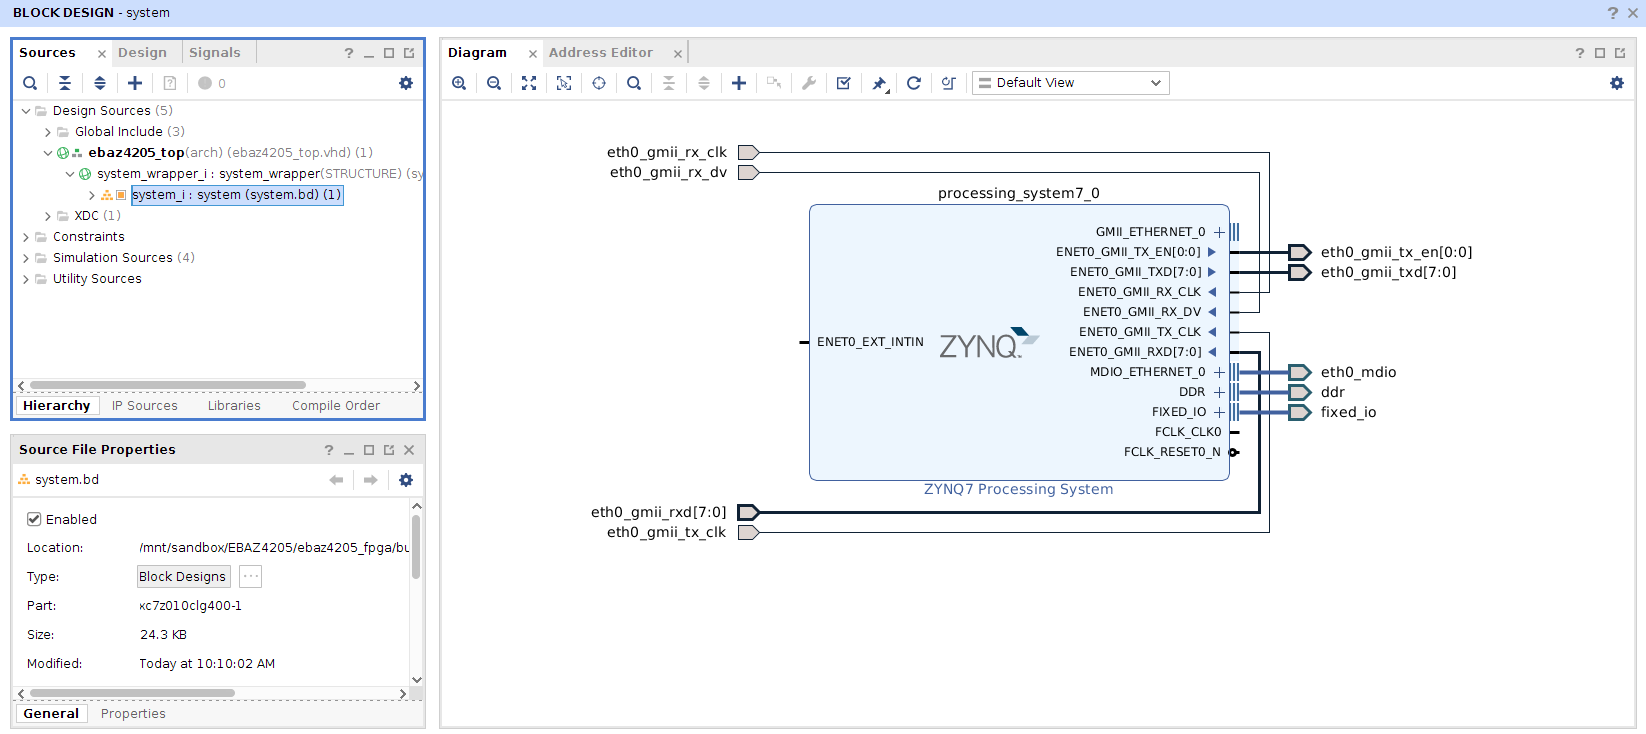 BLOCK DESIGN - system
Sources
Design
Signals
0
Design Sources (5)
Global Include (3)
ebaz4205_top(arch) (ebaz4205_top.vhd) (1)
system_wrapper_i : system_wrapper(STRUCTURE) (sy
system_i : system (system.bd) (1)
XDC (1)
Constraints
Simulation Sources (4)
Utility Sources
Hierarchy
IP Sources
Libraries
Compile Order
Source File Properties
system.bd
Enabled
Location: /mnt/sandbox/EBAZ4205/ebaz4205_fpga/bu
Type: Block Designs ...
Part: xc7z010clg400-1
Size: 24.3 KB
Modified: Today at 10:10:02 AM
General
Properties
Diagram
Address Editor
Default View
eth0_gmii_rx_clk
eth0_gmii_rx_dv
processing_system7_0
GMII_ETHERNET_0
ENET0_GMII_TX_EN[0:0]
ENET0_GMII_TXD[7:0]
ENET0_GMII_RX_CLK
ENET0_GMII_RX_DV
ENET0_GMII_TX_CLK
ENET0_EXT_INTIN
ZYNQ
ENET0_GMII_RXD[7:0]
MDIO_ETHERNET_0
DDR
FIXED_IO
FCLK_CLK0
FCLK_RESET0_N
ZYNQ7 Processing System
eth0_gmii_tx_en[0:0]
eth0_gmii_txd[7:0]
eth0_mdio
ddr
fixed_io
eth0_gmii_rxd[7:0]
eth0_gmii_tx_clk